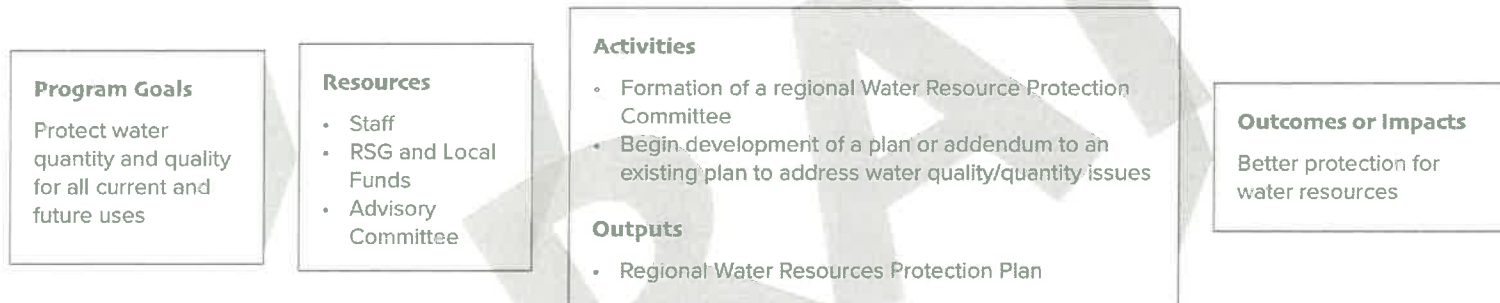 Program Goals
Protect water
quantity and quality
for all current and
future uses
Resources
• Staff
• RSG and Local
Funds
• Advisory
Committee
Activities
• Formation of a regional Water Resource Protection
Committee
• Begin development of a plan or addendum to an
existing plan to address water quality/quantity issues
Outputs
• Regional Water Resources Protection Plan
Outcomes or Impacts
Better protection for
water resources